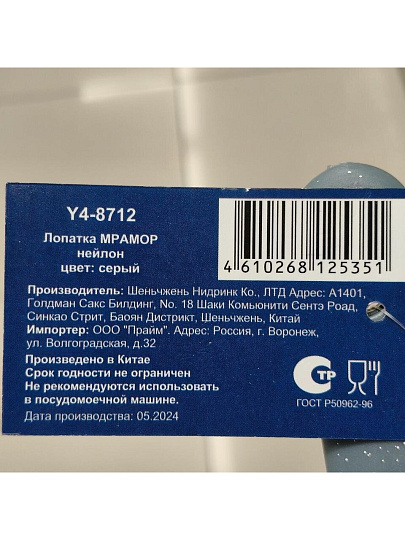 Y4-8712
Лопатка МРАМОР
нейлон
цвет: серый
4 610268 125351
Производитель: Шеньчжень Нидринк Ко., ЛТД Адрес: А1401,
Голдман Сакс Билдинг, No. 18 Шаки Комьюнити Сентэ Роад,
Синкао Стрит, Баоян Дистрикт, Шеньчжень, Китай
Импортер: ООО "Прайм". Адрес: Россия, г. Воронеж,
ул. Волгоградская, д.32
Произведено в Китае
Срок годности не ограничен
Не рекомендуются использовать
в посудомоечной машине.
Дата производства: 05.2024
СТР
ГОСТ Р50962-96